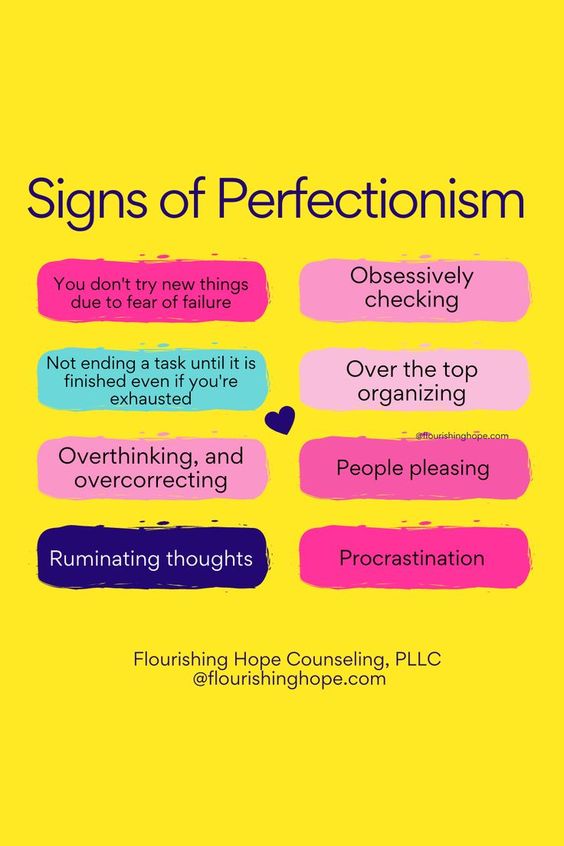 Signs of Perfectionism
You don't try new things
due to fear of failure
Obsessively
checking
Not ending a task until it is
finished even if you're
exhausted
Over the top
organizing
@flourishinghope.com
Overthinking, and
overcorrecting
People pleasing
Ruminating thoughts
Procrastination
Flourishing Hope Counseling, PLLC
@flourishinghope.com